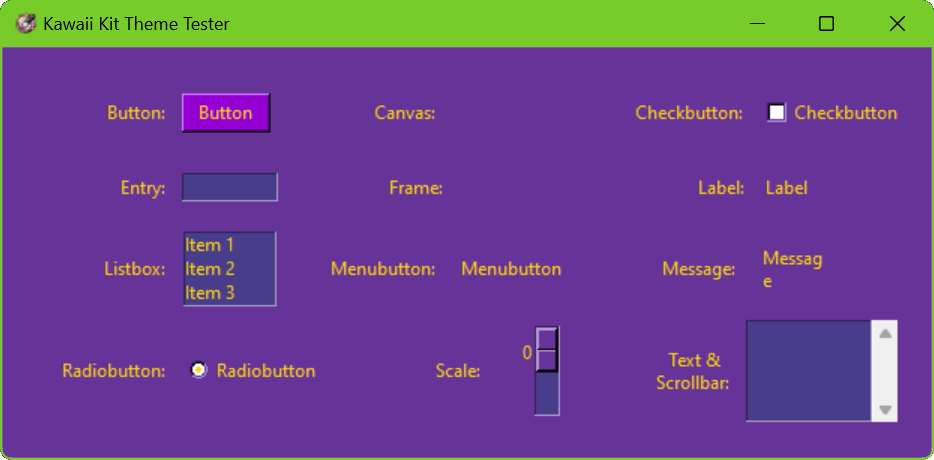 Kawaii Kit Theme Tester
Button: Button Canvas: Checkbutton: Checkbutton
Entry: Frame: Label: Label
Listbox: Item 1
Item 2
Item 3
Menubutton: Menubutton
Message: Messag
e
Radiobutton: Radiobutton
Scale: 0
Text &
Scrollbar: